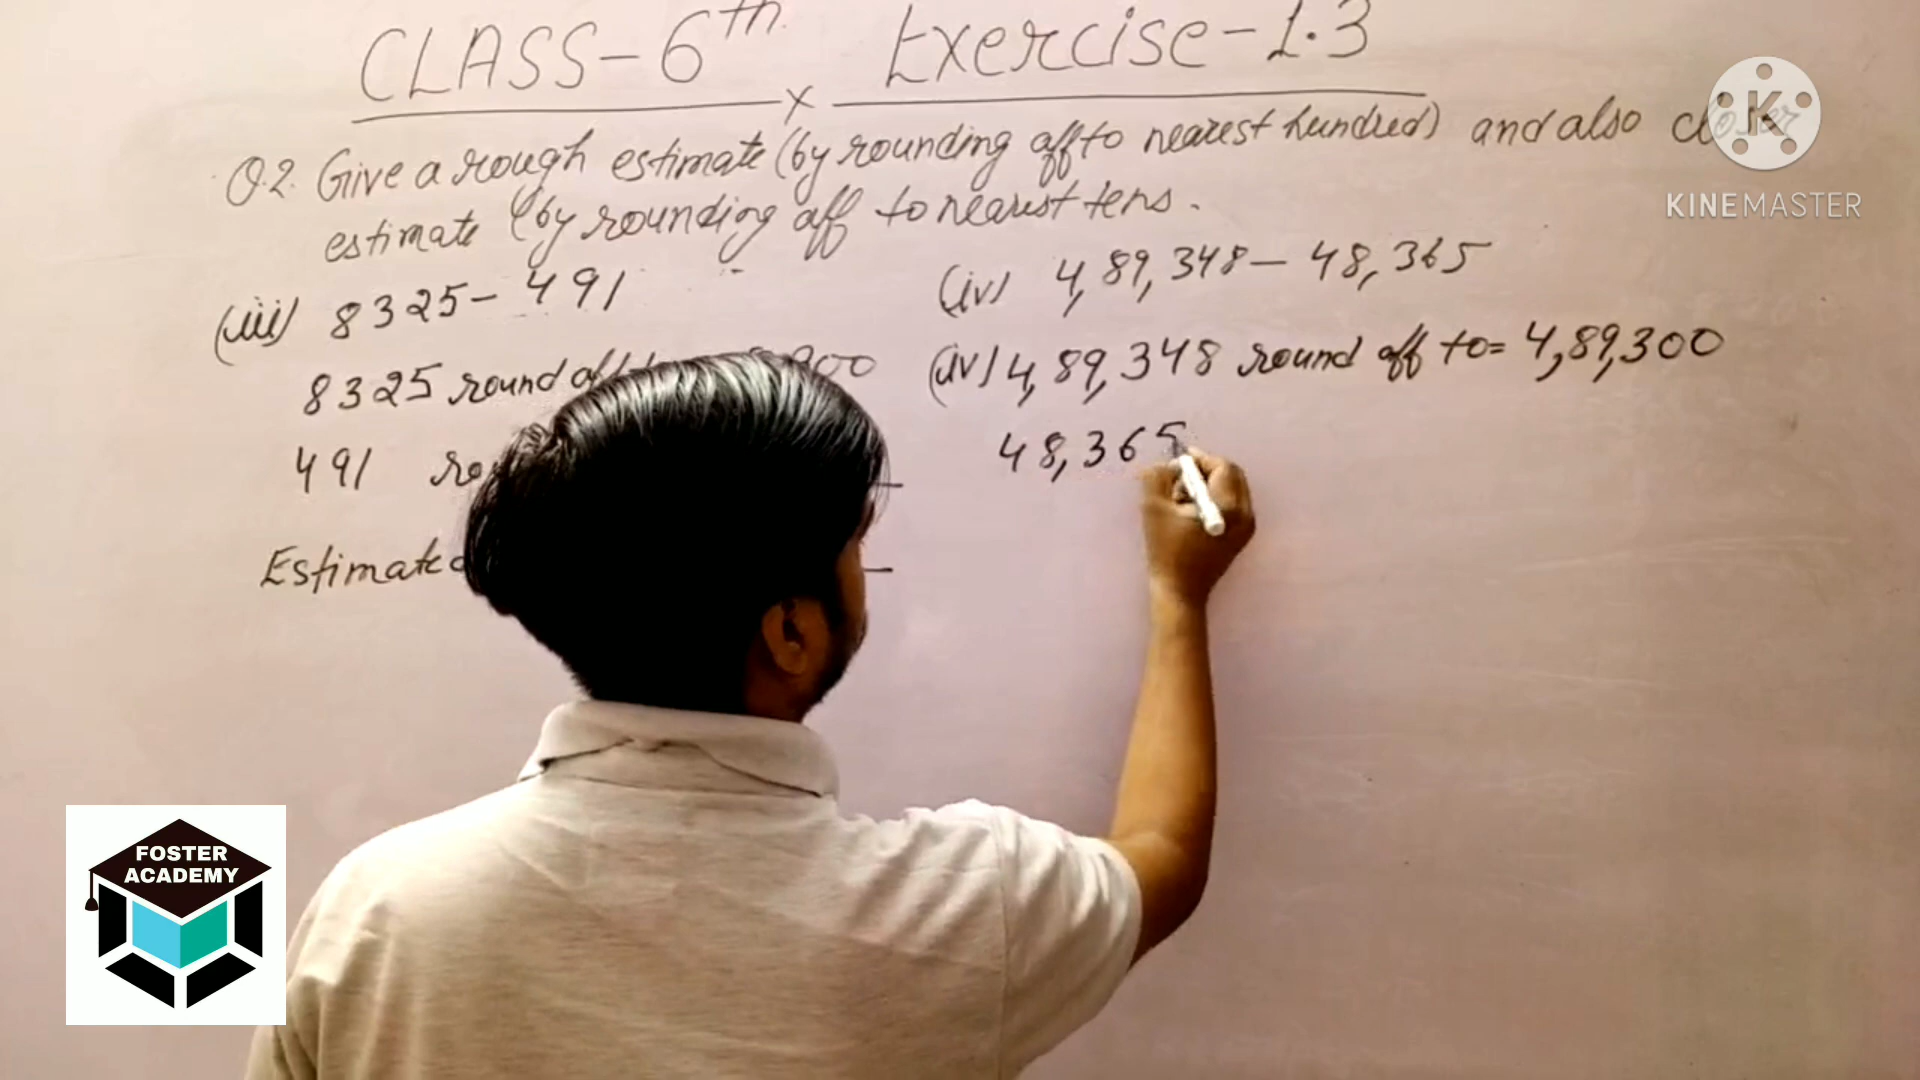 CLASS-6th x Exercise-1.3
Q.2. Give a rough estimate (by rounding off to nearest hundred) and also
estimate (by rounding off to nearest tens.
(iii) 8325- 491
8325 round
491
Estimate
(iv) 4,89,348- 48,365
(iv) 4,89,348 round off to= 4,89,300
48,365
K
KINEMASTER
FOSTER
ACADEMY